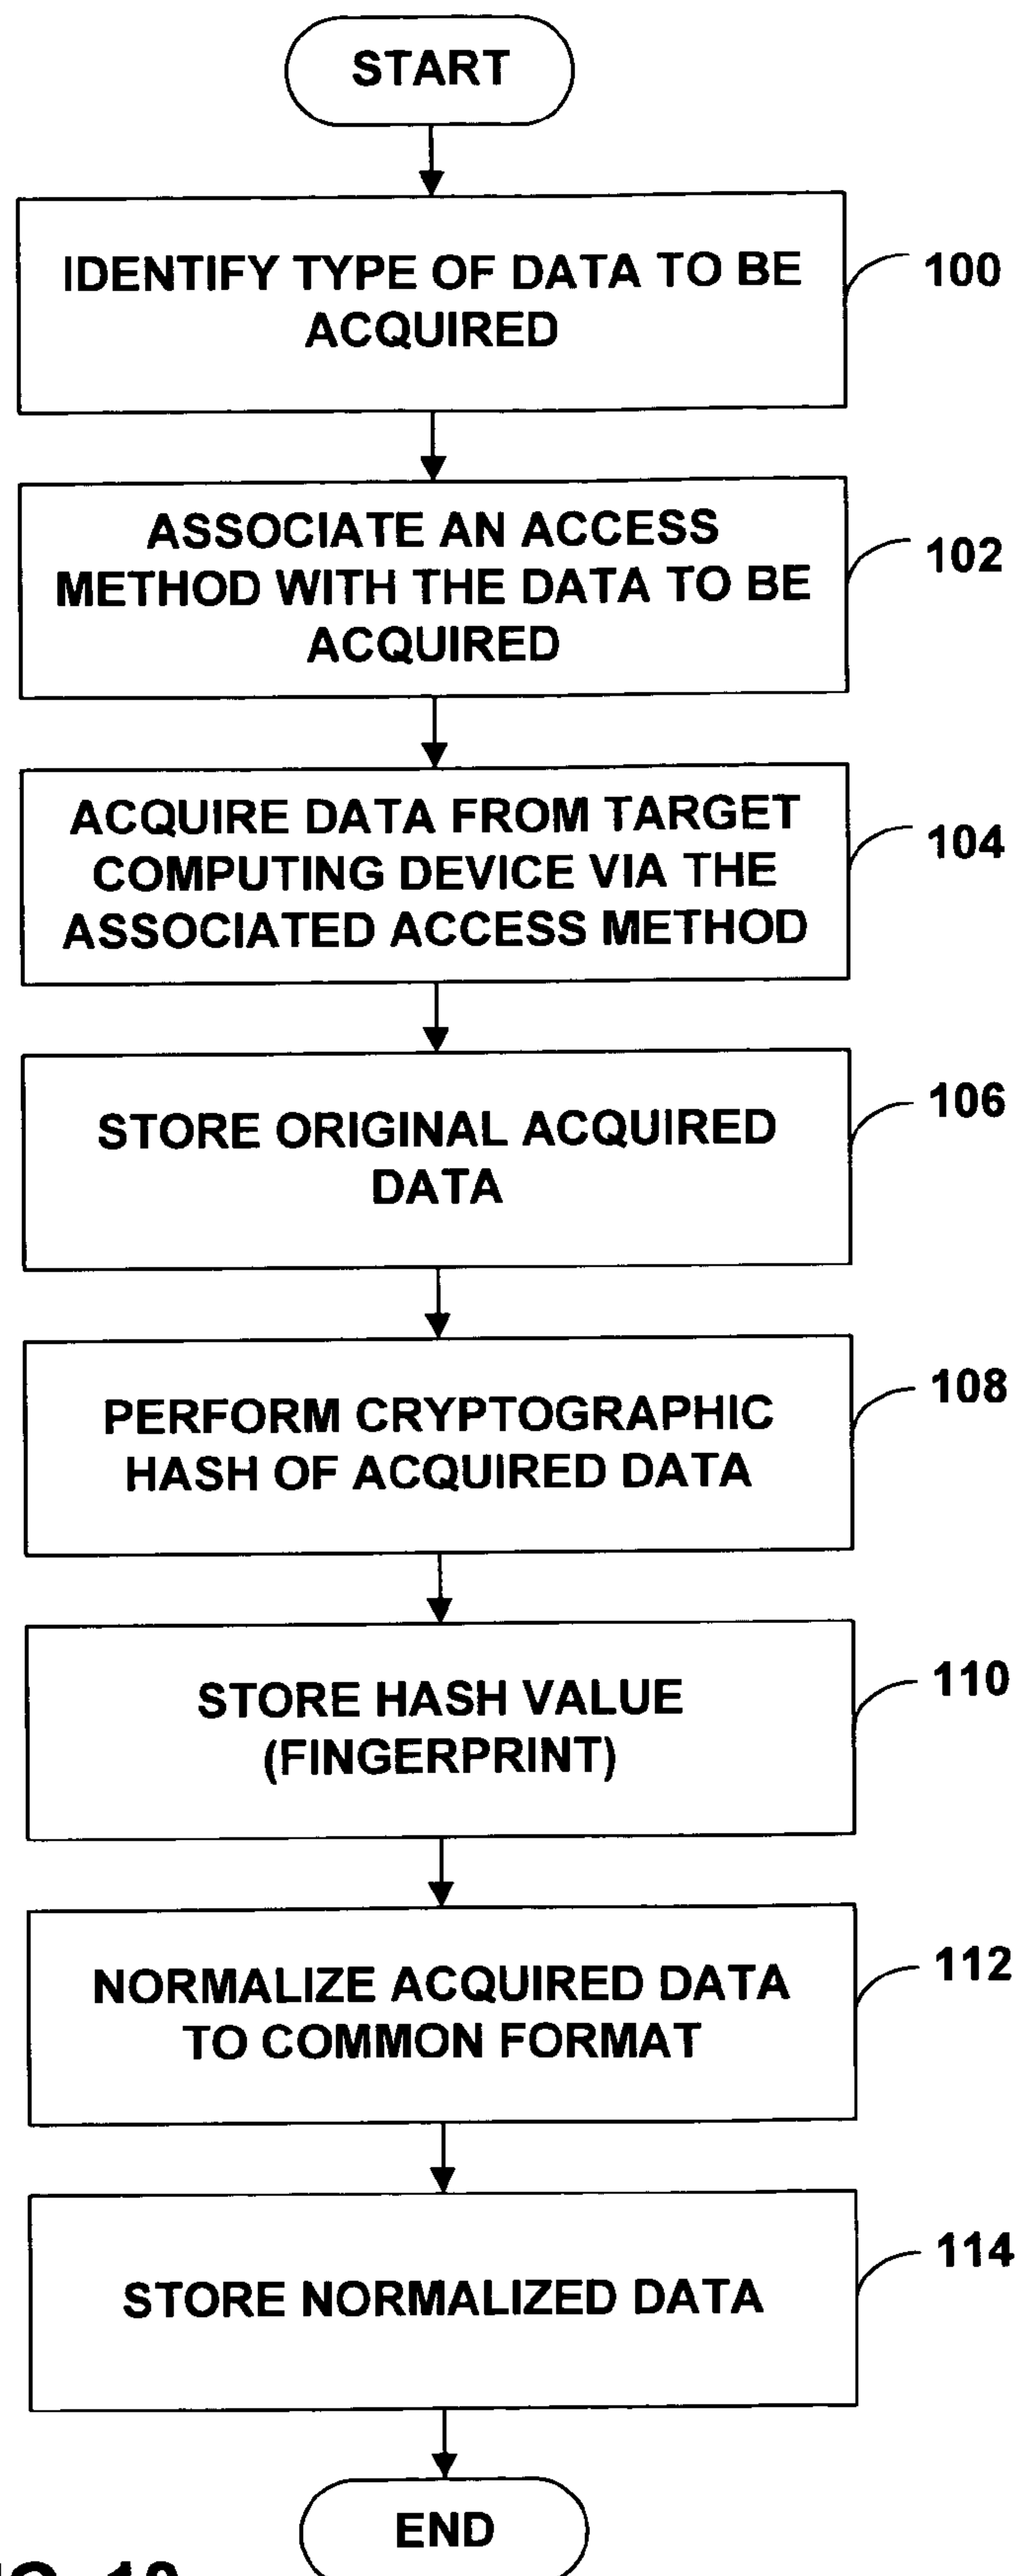 START
IDENTIFY TYPE OF DATA TO BE
ACQUIRED
100
ASSOCIATE AN ACCESS
METHOD WITH THE DATA TO BE
ACQUIRED
102
ACQUIRE DATA FROM TARGET
COMPUTING DEVICE VIA THE
ASSOCIATED ACCESS METHOD
104
STORE ORIGINAL ACQUIRED
DATA
106
PERFORM CRYPTOGRAPHIC
HASH OF ACQUIRED DATA
108
STORE HASH VALUE
(FINGERPRINT)
110
NORMALIZE ACQUIRED DATA
TO COMMON FORMAT
112
STORE NORMALIZED DATA
114
END